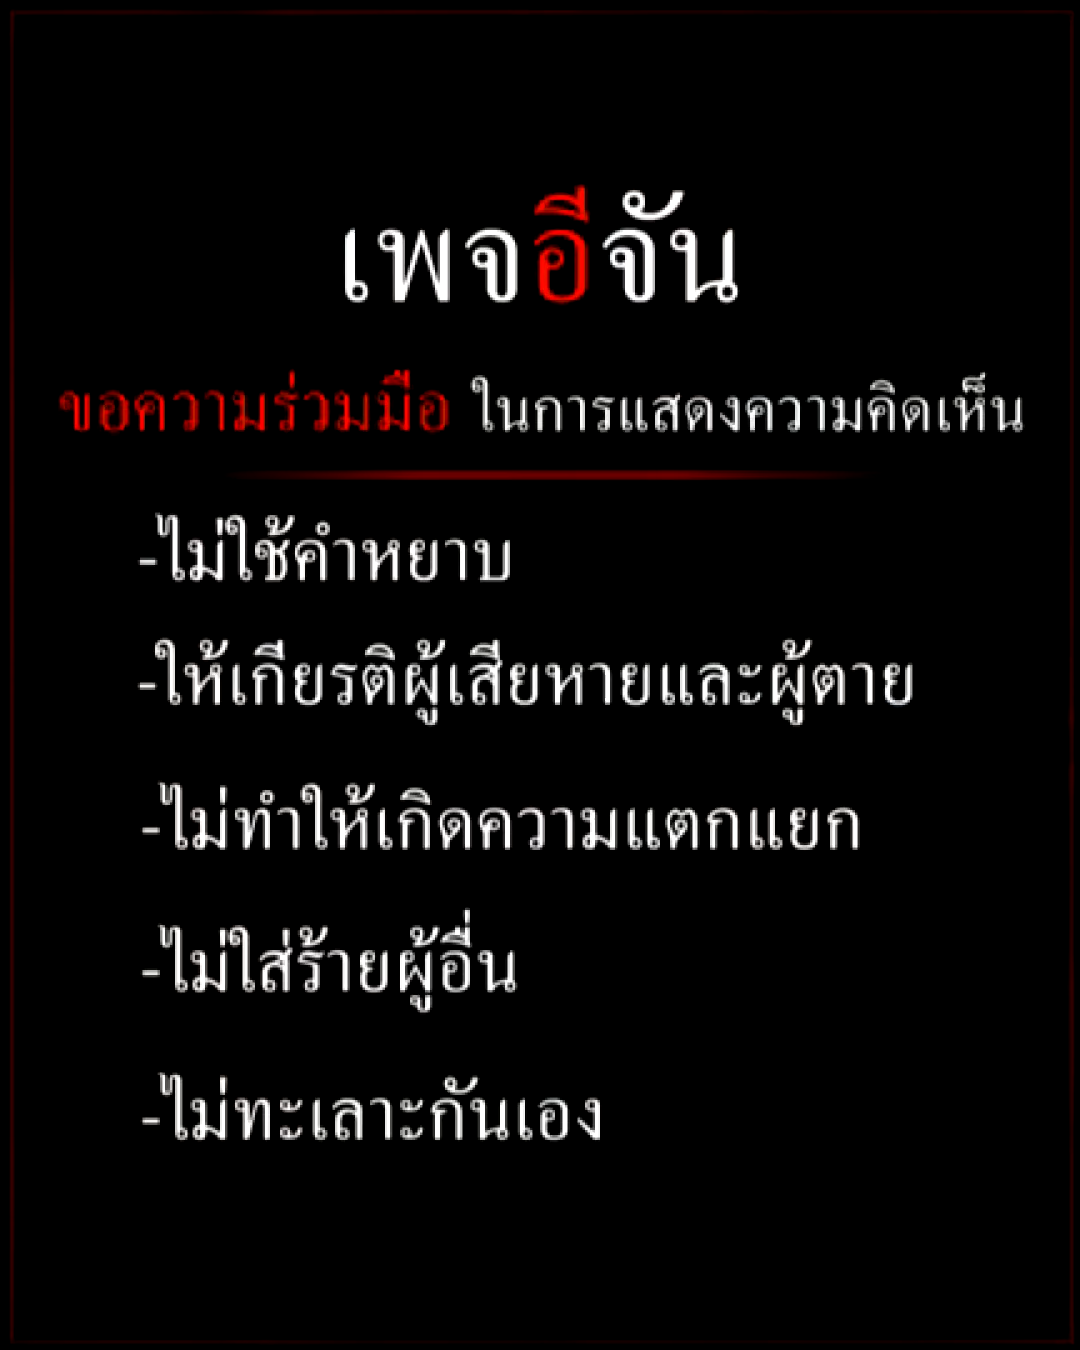 เพจอีจัน
ขอความร่วมมือ ในการแสดงความคิดเห็น
-ไม่ใช้คำหยาบ
-ให้เกียรติผู้เสียหายและผู้ตาย
-ไม่ทำให้เกิดความแตกแยก
-ไม่ใส่ร้ายผู้อื่น
-ไม่ทะเลาะกันเอง